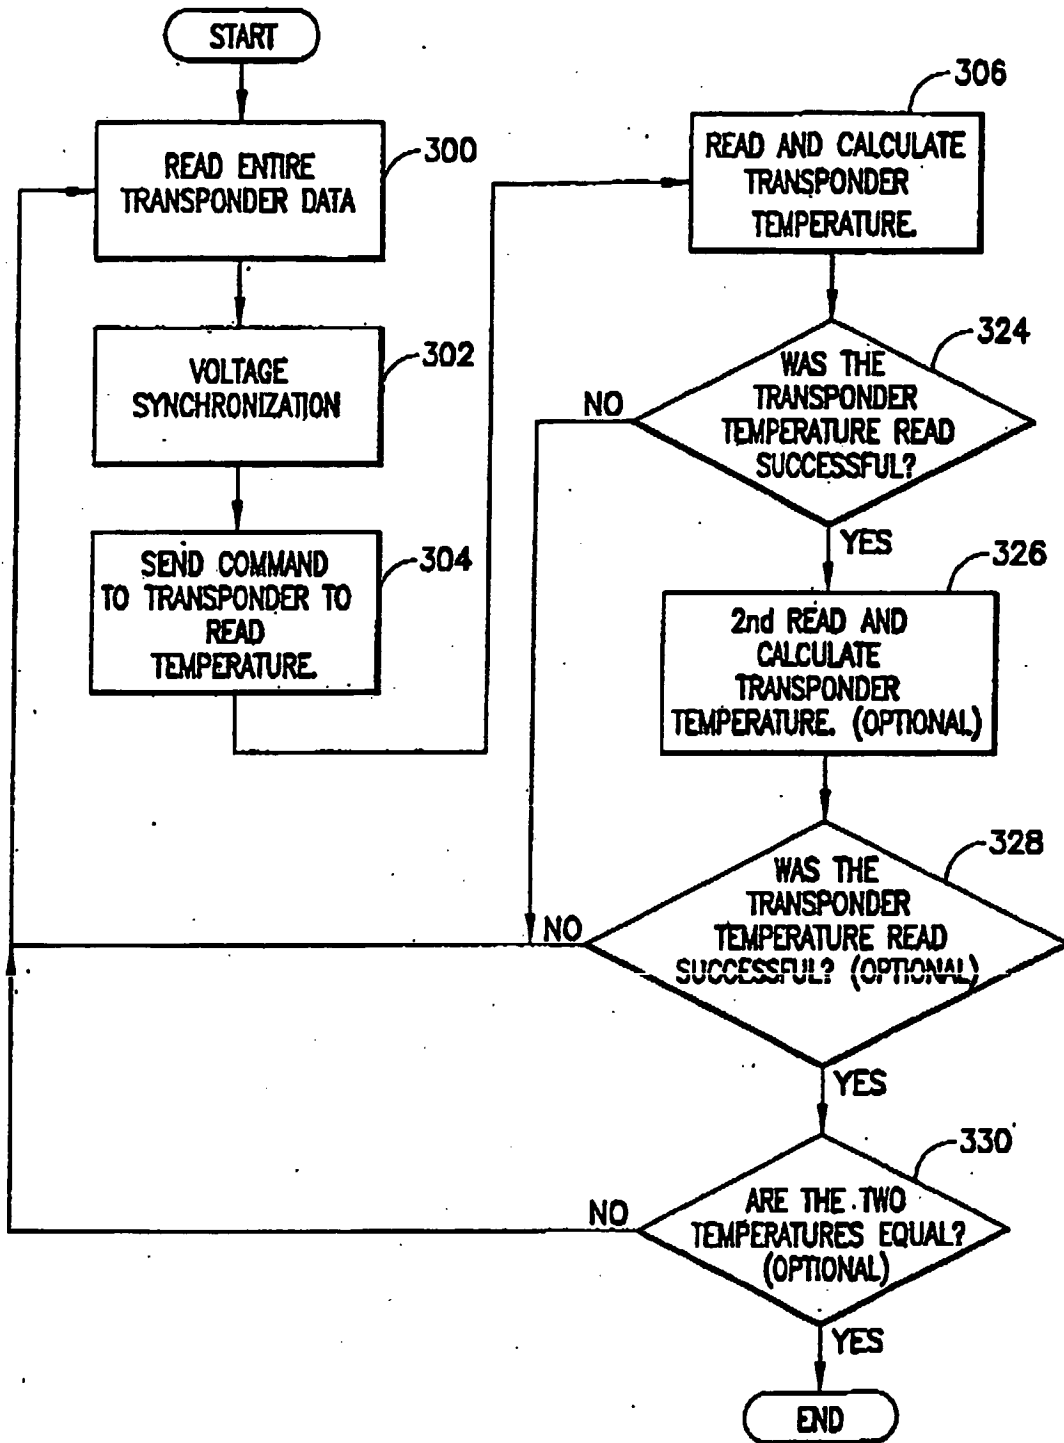 START
READ ENTIRE
TRANSPONDER DATA
300
VOLTAGE
SYNCHRONIZATION
302
SEND COMMAND
TO TRANSPONDER TO
READ
TEMPERATURE.
304
READ AND CALCULATE
TRANSPONDER
TEMPERATURE.
306
WAS THE
TRANSPONDER
TEMPERATURE READ
SUCCESSFUL?
324
NO
YES
2nd READ AND
CALCULATE
TRANSPONDER
TEMPERATURE. (OPTIONAL)
326
WAS THE
TRANSPONDER
TEMPERATURE READ
SUCCESSFUL? (OPTIONAL)
328
NO
YES
ARE THE TWO
TEMPERATURES EQUAL?
(OPTIONAL)
330
NO
YES
END